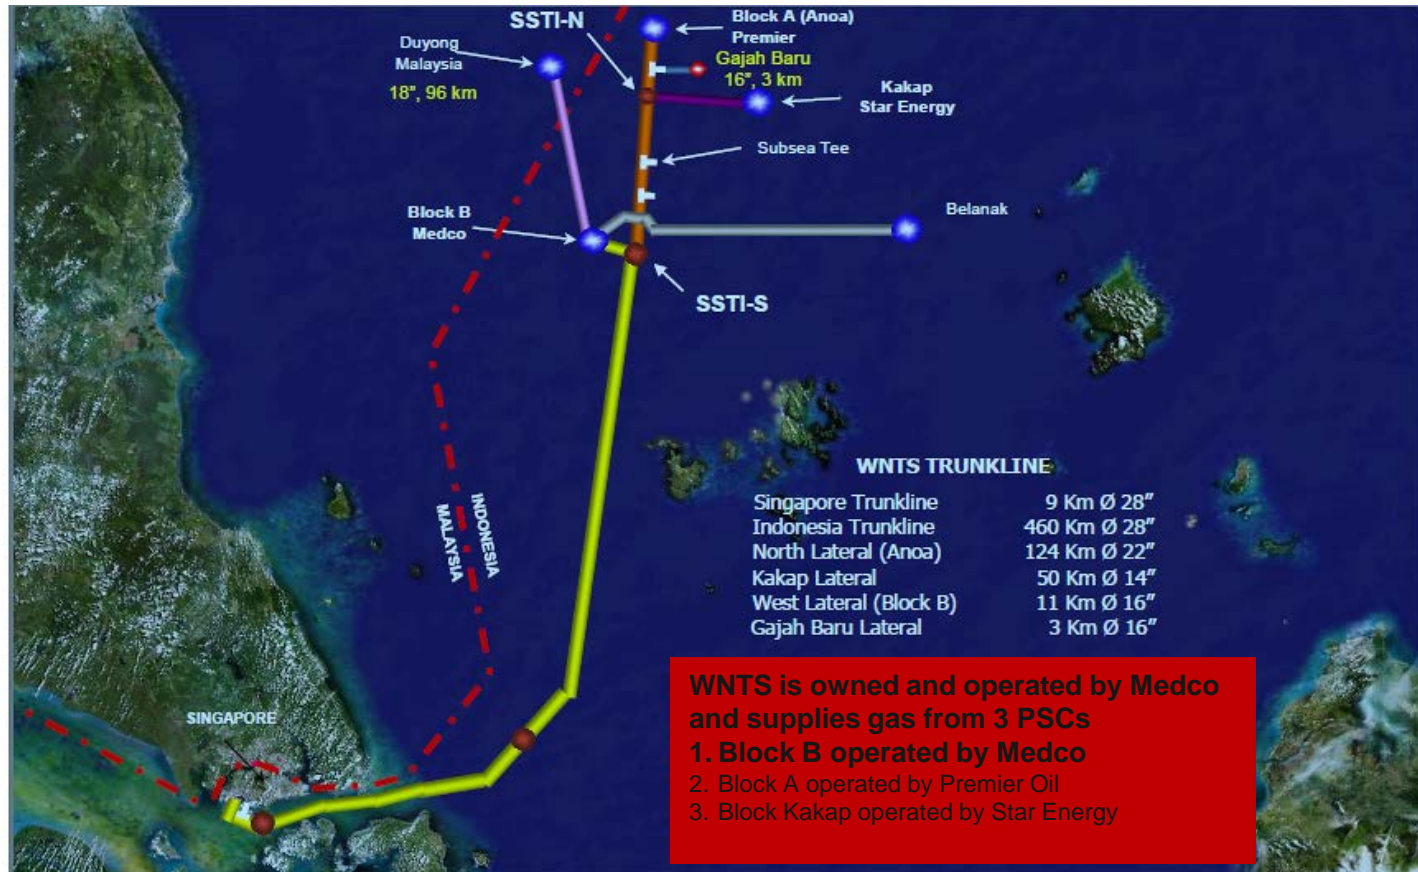 SSTI-N
Block A (Anoa)
Premier
Duyong
Malaysia
18", 96 km
Gajah Baru
16", 3 km
Kakap
Star Energy
Subsea Tee
Block B
Medco
Belanak
SSTI-S
INDONESIA
MALAYSIA
WNTS TRUNKLINE
Singapore Trunkline 9 Km Ø 28"
Indonesia Trunkline 460 Km Ø 28"
North Lateral (Anoa) 124 Km Ø 22"
Kakap Lateral 50 Km Ø 14"
West Lateral (Block B) 11 Km Ø 16"
Gajah Baru Lateral 3 Km Ø 16"
SINGAPORE
WNTS is owned and operated by Medco
and supplies gas from 3 PSCs
1. Block B operated by Medco
2. Block A operated by Premier Oil
3. Block Kakap operated by Star Energy